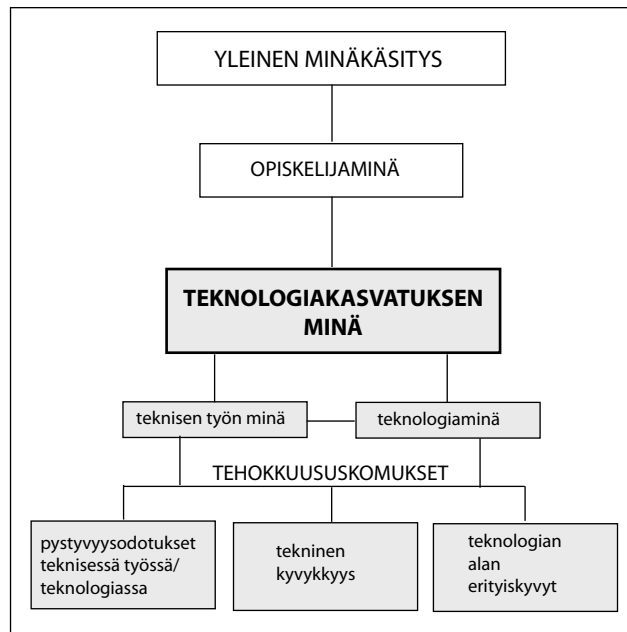 YLEINEN MINÄKÄSITYS
OPISKELIJAMINÄ
TEKNOLOGIAKASVATUKSEN
MINÄ
teknisen työn minä
teknologiaminä
TEHOKKUUSUSKOMUKSET
pystyvyysodotukset
teknisessä työssä/
teknologiassa
tekninen
kyvykkyys
teknologian
alan
erityiskyvyt